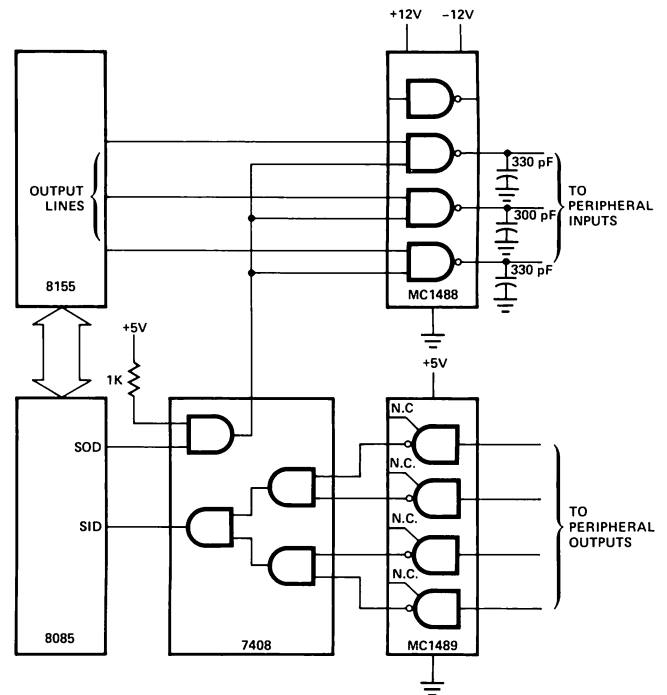 +12V
-12V
330 pF
OUTPUT
LINES
300 pF
TO
PERIPHERAL
INPUTS
330 pF
8155
MC1488
+5V
+5V
1K
N.C
SOD
N.C.
SID
N.C.
TO
PERIPHERAL
OUTPUTS
N.C.
8085
7408
MC1489